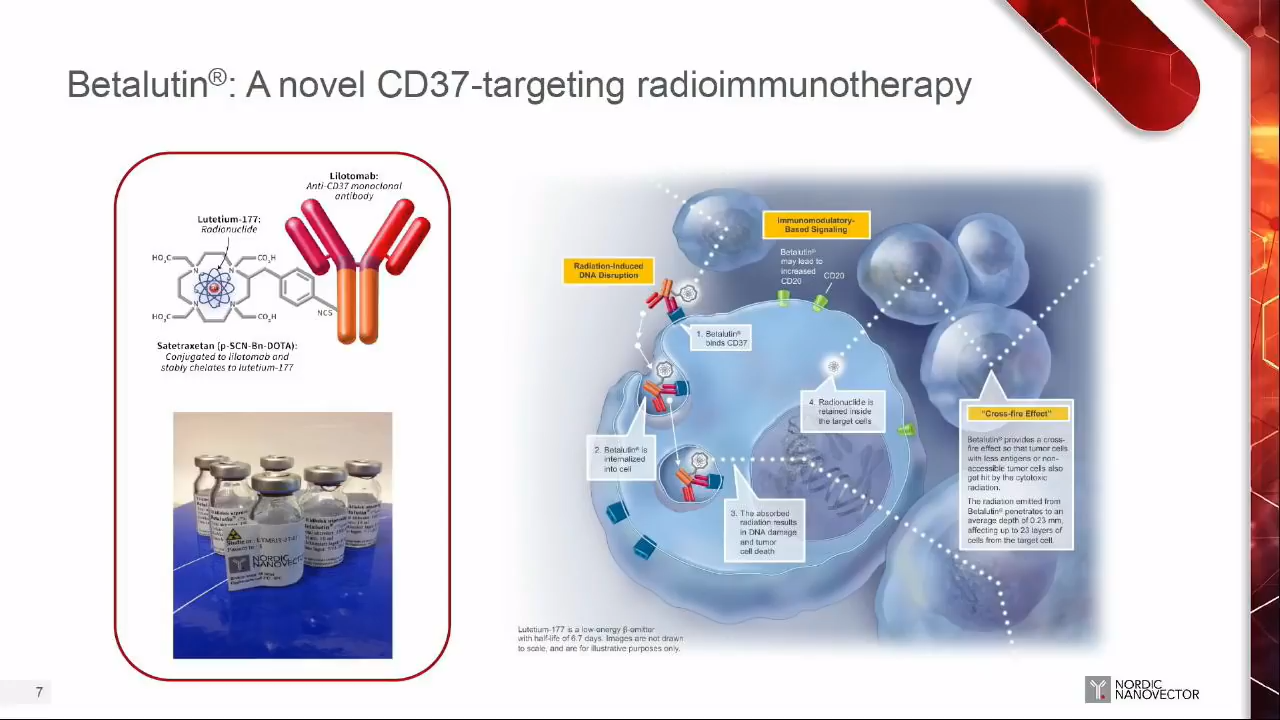 Betalutin®: A novel CD37-targeting radioimmunotherapy
Lilotomab:
Anti-CD37 monoclonal
antibody
Lutetium-177:
Radionuclide
HO₂C
CO₂H
N
N
N
N
HO₂C
CO₂H
NCS
Satetraxetan (p-SCN-Bn-DOTA):
Conjugated to lilotomab and
stably chelates to lutetium-177
Betalutin®
NORDIC
NANOVECTOR
Immunomodulatory-
Based Signaling
Radiation-Induced
DNA Disruption
Betalutin®
may lead to
increased
CD20
CD20
1. Betalutin®
binds CD37
2. Betalutin® is
internalized
into cell
3. The absorbed
radiation results
in DNA damage
and tumor
cell death
4. Radionuclide is
retained inside
the target cells
“Cross-fire Effect”
Betalutin® provides a cross-
fire effect so that tumor cells
with less antigens or non-
accessible tumor cells also
get hit by the cytotoxic
radiation.
The radiation emitted from
Betalutin® penetrates to an
average depth of 0.23 mm,
affecting up to 23 layers of
cells from the target cell.
Lutetium-177 is a low-energy β-emitter
with half-life of 6.7 days. Images are not drawn
to scale, and are for illustrative purposes only.
7
NORDIC
NANOVECTOR